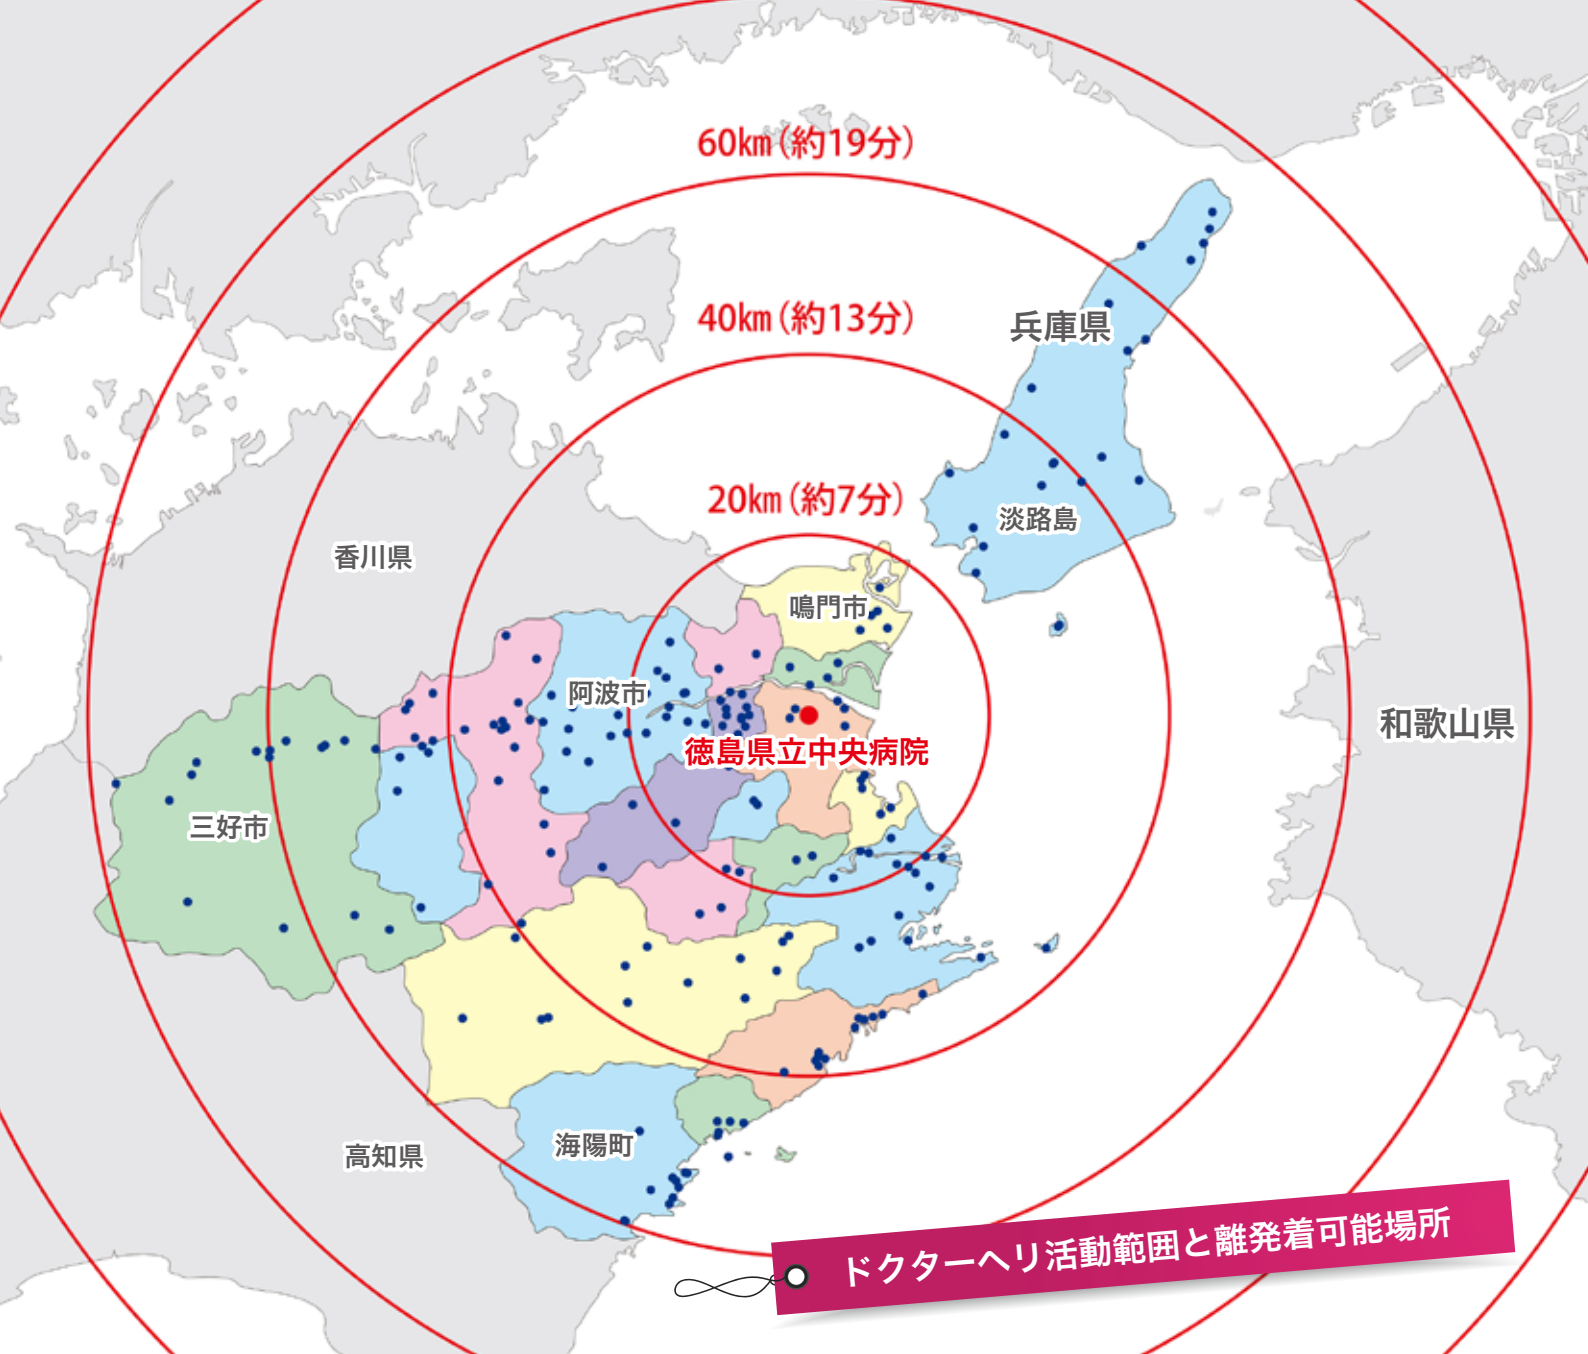 60㎞(約19分)
40㎞(約13分)
兵庫県
20㎞(約7分)
淡路島
香川県
鳴門市
阿波市
和歌山県
徳島県立中央病院
三好市
海陽町
高知県
ドクターヘリ活動範囲と離発着可能場所